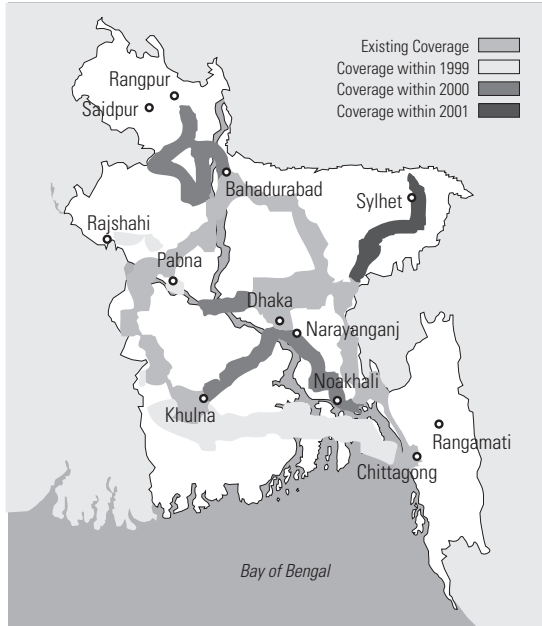 Existing Coverage
Coverage within 1999
Coverage within 2000
Coverage within 2001
Rangpur
Saidpur
Bahadurabad
Sylhet
Rajshahi
Pabna
Dhaka
Narayanganj
Noakhali
Khulna
Rangamati
Chittagong
Bay of Bengal